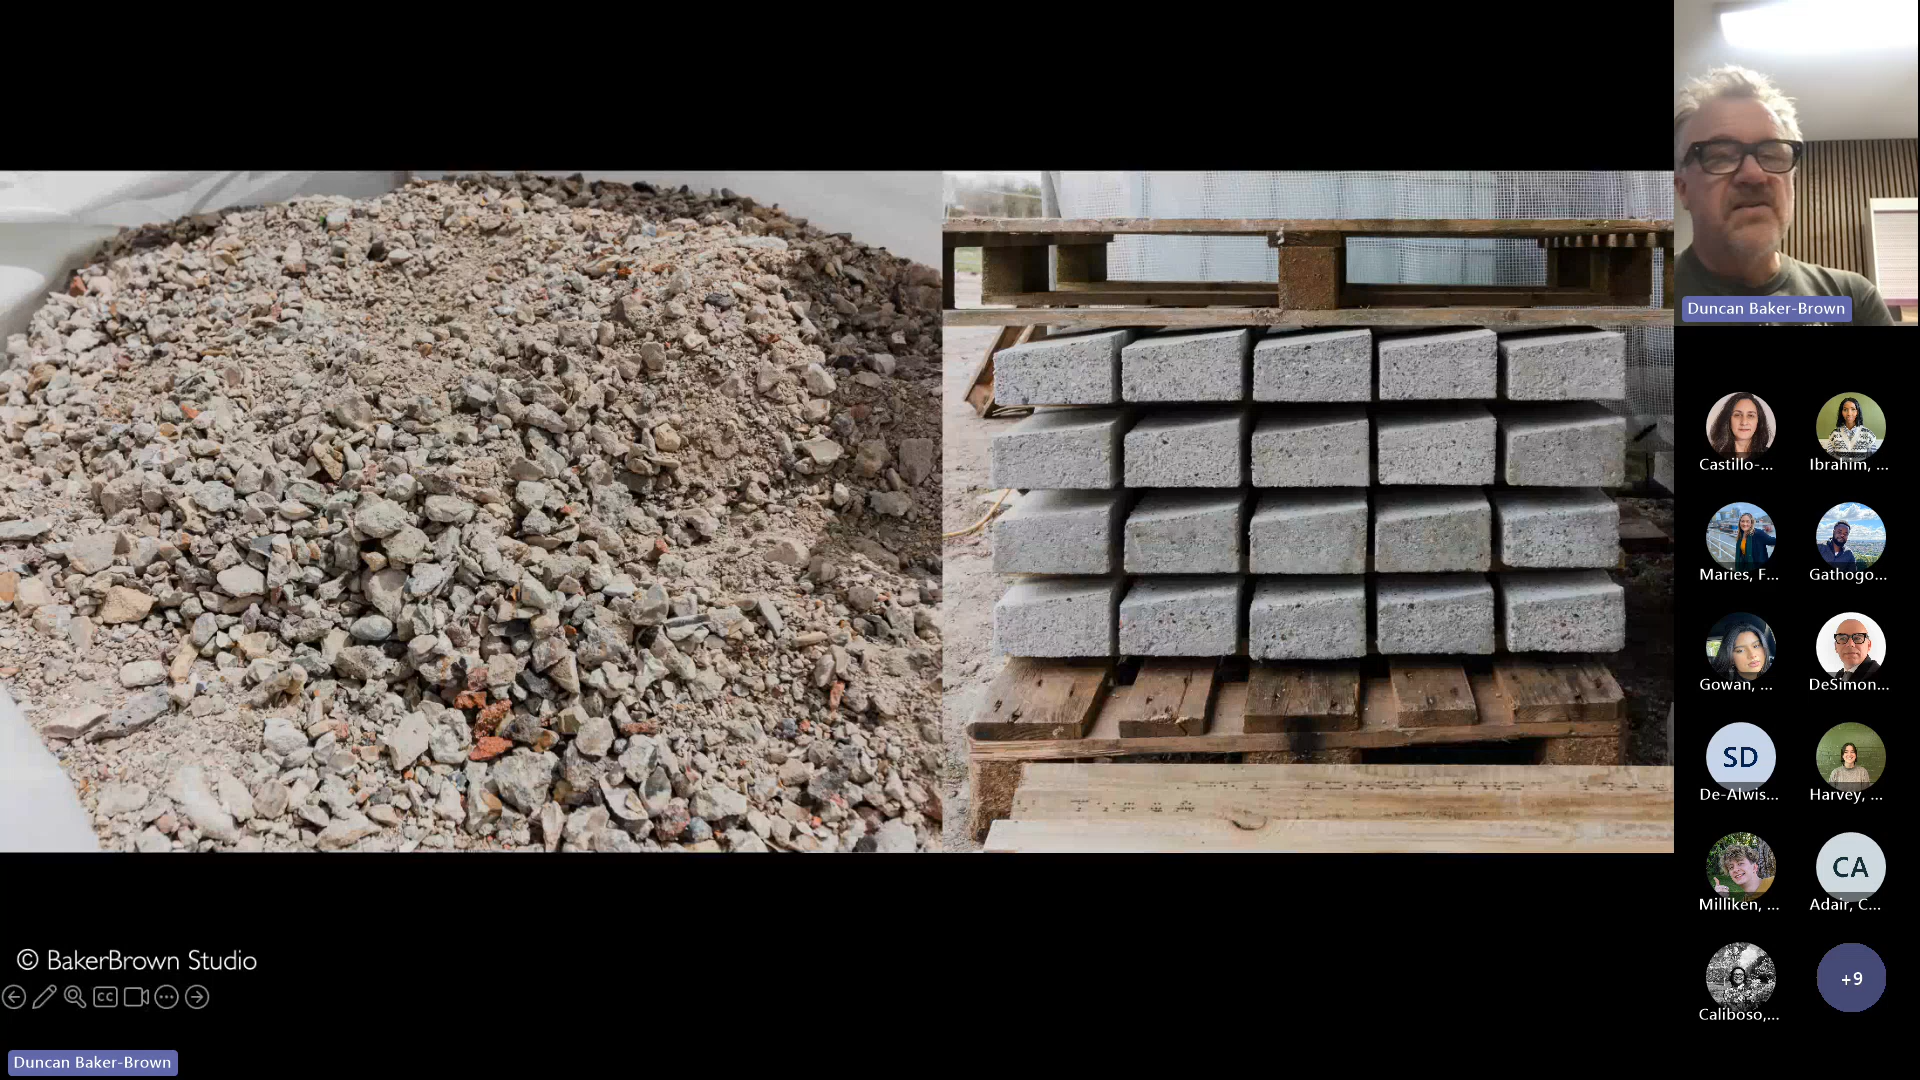 Duncan Baker-Brown
Castillo-...
Ibrahim, ...
Maries, F...
Gathogo...
Gowan, ...
DeSimon...
SD
De-Alwis...
Harvey, ...
Milliken, ...
CA
Adair, C...
Caliboso,...
+9
© BakerBrown Studio
CC
Duncan Baker-Brown